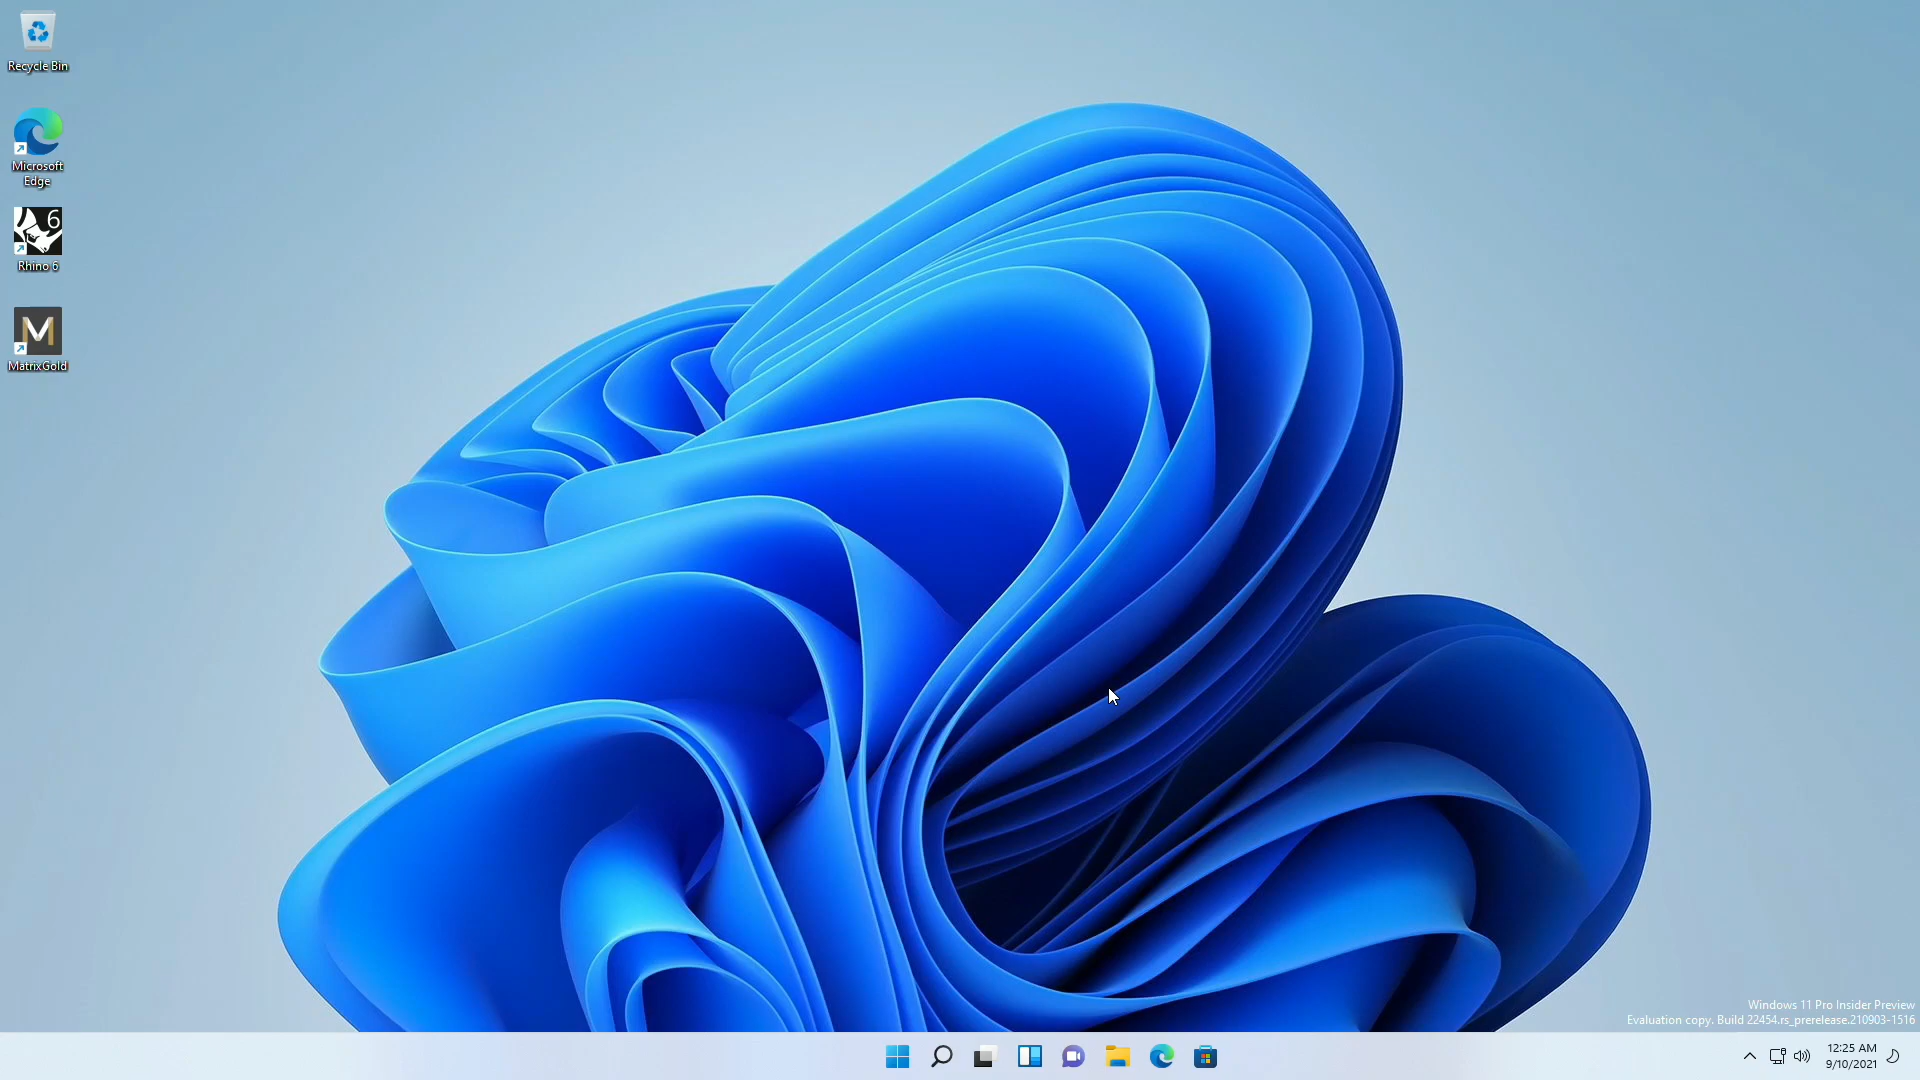 Recycle Bin
Microsoft
Edge
6
Rhino 6
M
MatrixGold
Windows 11 Pro Insider Preview
Evaluation copy. Build 22454.rs_prerelease.210903-1516
12:25 AM
9/10/2021